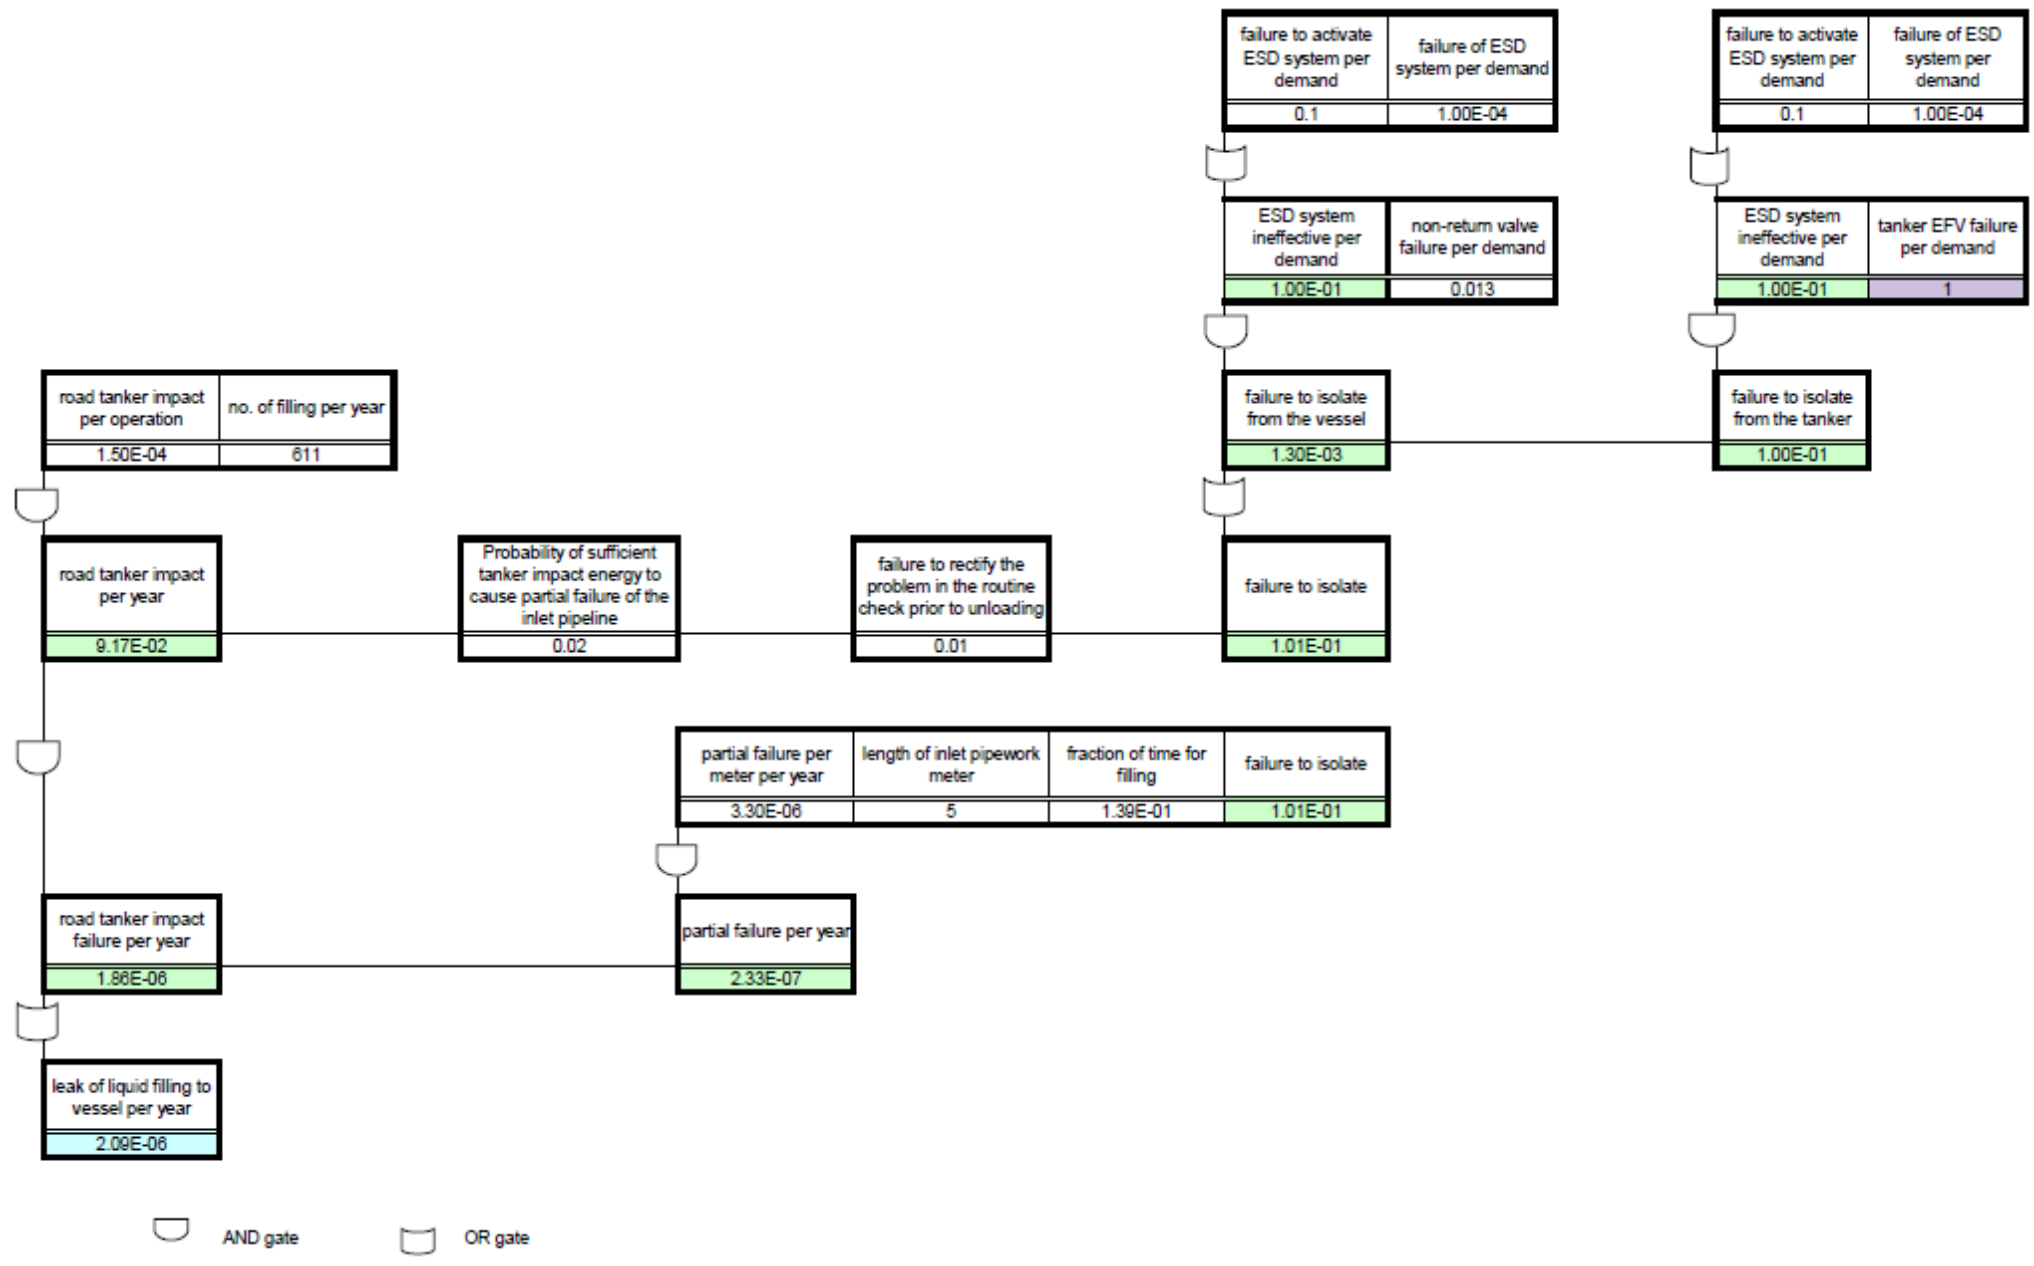 failure to activate
ESD system per
demand
failure of ESD
system per demand
0.1
1.00E-04
failure to activate
ESD system per
demand
failure of ESD
system per
demand
0.1
1.00E-04
ESD system
ineffective per
demand
non-return valve
failure per demand
1.00E-01
0.013
ESD system
ineffective per
demand
tanker EFV failure
per demand
1.00E-01
1
road tanker impact
per operation
no. of filling per year
1.50E-04
611
failure to isolate
from the vessel
1.30E-03
failure to isolate
from the tanker
1.00E-01
road tanker impact
per year
9.17E-02
Probability of sufficient
tanker impact energy to
cause partial failure of the
inlet pipeline
0.02
failure to rectify the
problem in the routine
check prior to unloading
0.01
failure to isolate
1.01E-01
partial failure per
meter per year
length of inlet pipework
meter
fraction of time for
filling
failure to isolate
3.30E-06
5
1.39E-01
1.01E-01
road tanker impact
failure per year
1.86E-06
partial failure per year
2.33E-07
leak of liquid filling to
vessel per year
2.09E-06
AND gate
OR gate